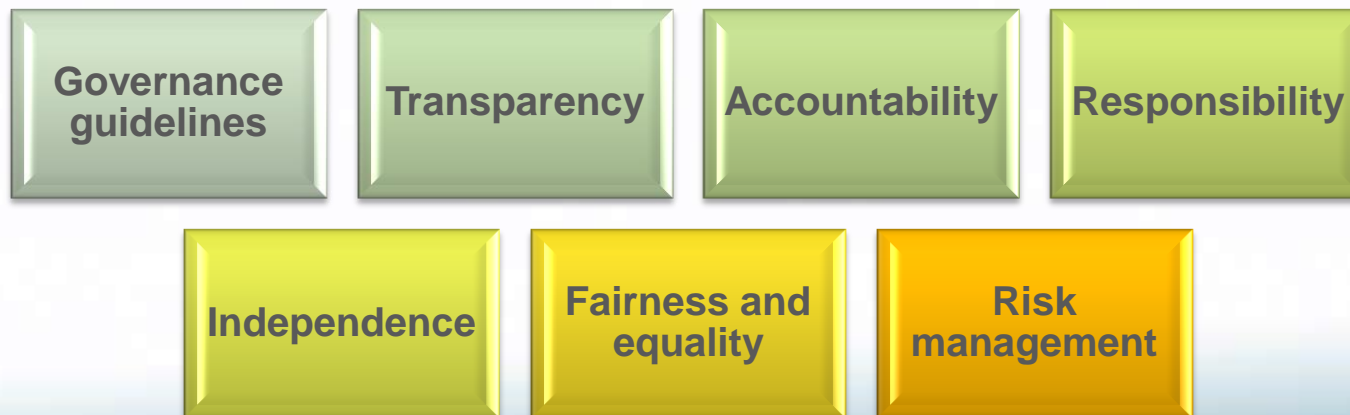 Governance
guidelines
Transparency
Accountability
Responsibility
Independence
Fairness and
equality
Risk
management